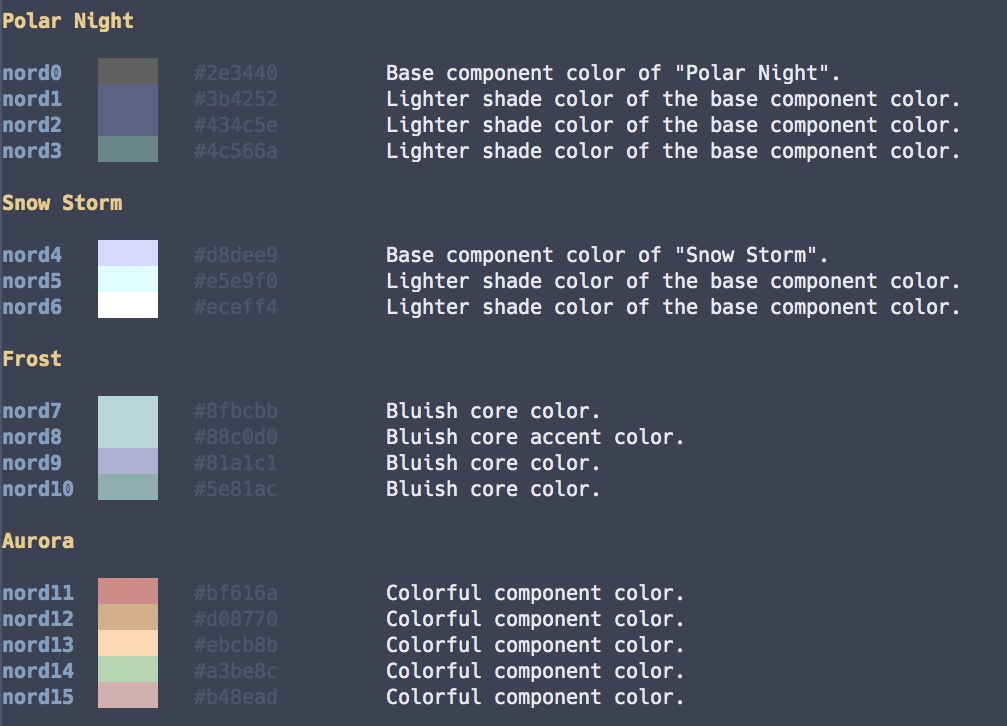 Polar Night
nord0 #2e3440 Base component color of "Polar Night".
nord1 #3b4252 Lighter shade color of the base component color.
nord2 #434c5e Lighter shade color of the base component color.
nord3 #4c566a Lighter shade color of the base component color.
Snow Storm
nord4 #d8dee9 Base component color of "Snow Storm".
nord5 #e5e9f0 Lighter shade color of the base component color.
nord6 #eceff4 Lighter shade color of the base component color.
Frost
nord7 #8fbcbb Bluish core color.
nord8 #88c0d0 Bluish core accent color.
nord9 #81a1c1 Bluish core color.
nord10 #5e81ac Bluish core color.
Aurora
nord11 #bf616a Colorful component color.
nord12 #d08770 Colorful component color.
nord13 #ebcb8b Colorful component color.
nord14 #a3be8c Colorful component color.
nord15 #b48ead Colorful component color.